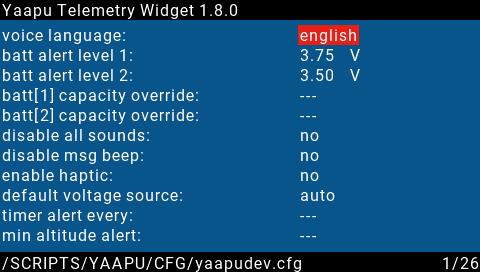 Yaapu Telemetry Widget 1.8.0
voice language: english
batt alert level 1: 3.75 V
batt alert level 2: 3.50 V
batt[1] capacity override: ---
batt[2] capacity override: ---
disable all sounds: no
disable msg beep: no
enable haptic: no
default voltage source: auto
timer alert every: ---
min altitude alert: ---
/SCRIPTS/YAAPU/CFG/yaapudev.cfg 1/26